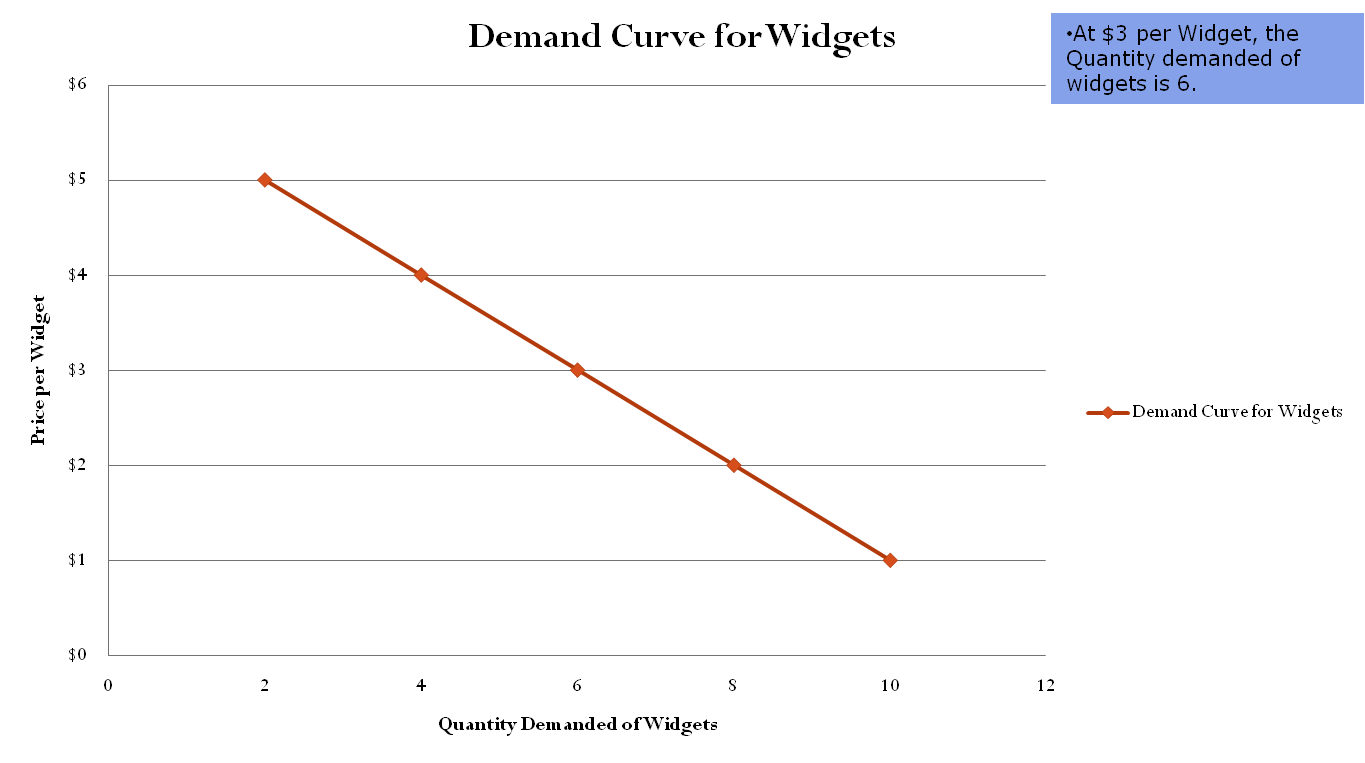 Demand Curve for Widgets
•At $3 per Widget, the
Quantity demanded of
widgets is 6.
$6
$5
$4
$3
$2
$1
$0
Price per Widget
0 2 4 6 8 10 12
Quantity Demanded of Widgets
Demand Curve for Widgets